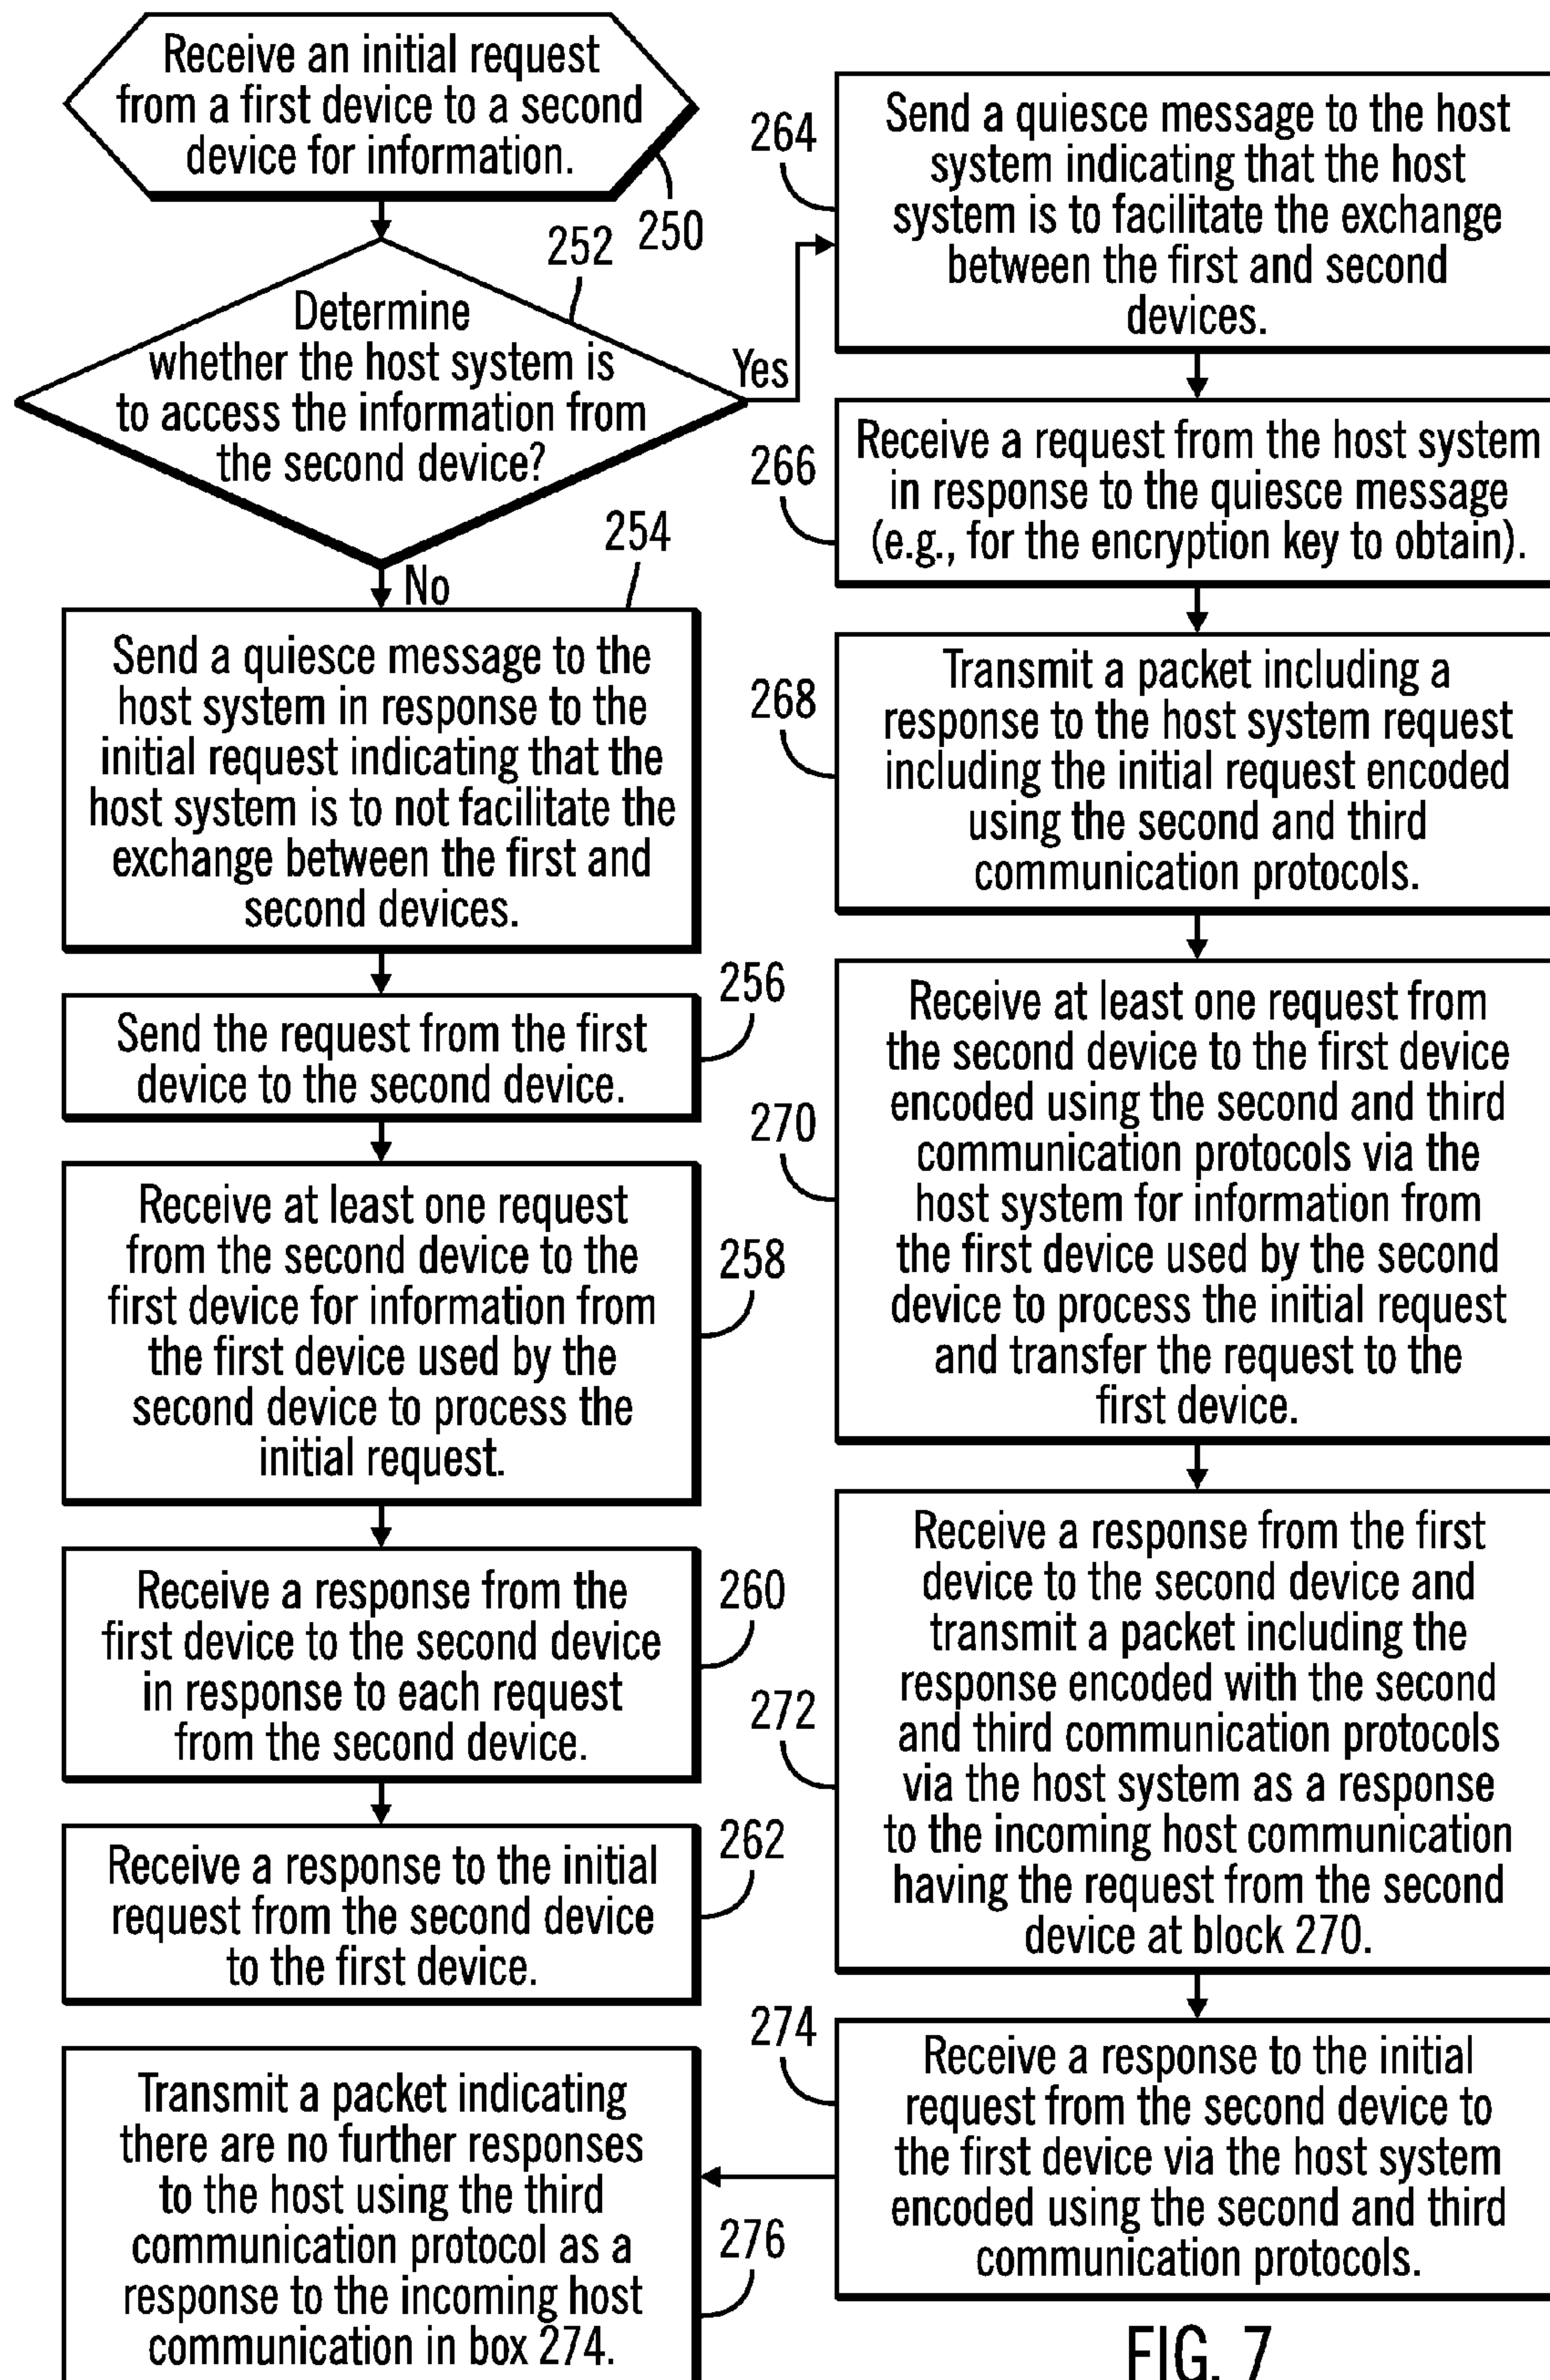 Receive an initial request
from a first device to a second
device for information.
250
252
Determine
whether the host system is
to access the information from
the second device?
Yes
No
254
Send a quiesce message to the
host system in response to the
initial request indicating that the
host system is to not facilitate the
exchange between the first and
second devices.
256
Send the request from the first
device to the second device.
Receive at least one request
from the second device to the
first device for information from
the first device used by the
second device to process the
initial request.
258
Receive a response from the
first device to the second device
in response to each request
from the second device.
260
Receive a response to the initial
request from the second device
to the first device.
262
264
Send a quiesce message to the host
system indicating that the host
system is to facilitate the exchange
between the first and second
devices.
266
Receive a request from the host system
in response to the quiesce message
(e.g., for the encryption key to obtain).
268
Transmit a packet including a
response to the host system request
including the initial request encoded
using the second and third
communication protocols.
270
Receive at least one request from
the second device to the first device
encoded using the second and third
communication protocols via the
host system for information from
the first device used by the second
device to process the initial request
and transfer the request to the
first device.
272
Receive a response from the first
device to the second device and
transmit a packet including the
response encoded with the second
and third communication protocols
via the host system as a response
to the incoming host communication
having the request from the second
device at block 270.
274
Receive a response to the initial
request from the second device to
the first device via the host system
encoded using the second and third
communication protocols.
Transmit a packet indicating
there are no further responses
to the host using the third
communication protocol as a
response to the incoming host
communication in box 274.
276
FIG. 7